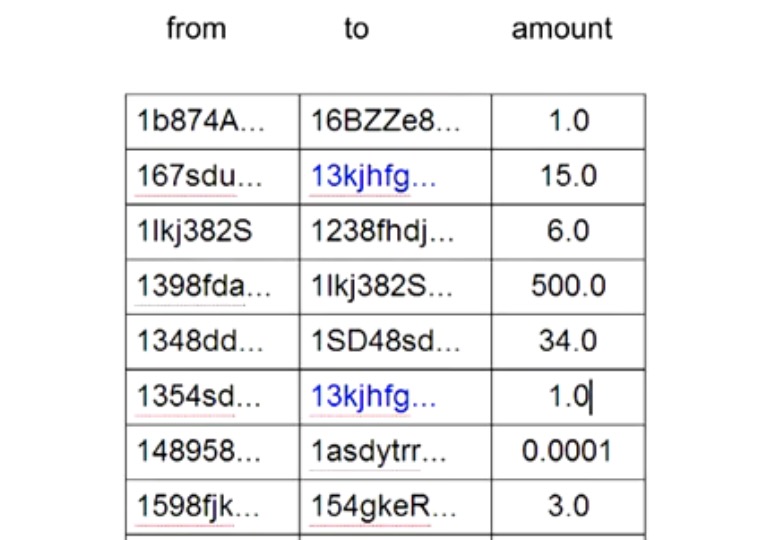 from to amount
1b874A... 16BZZe8... 1.0
167sdu... 13kjhfg... 15.0
1lkj382S 1238fhdj... 6.0
1398fda... 1lkj382S... 500.0
1348dd... 1SD48sd... 34.0
1354sd... 13kjhfg... 1.0
148958... 1asdytrr... 0.0001
1598fjk... 154gkeR... 3.0